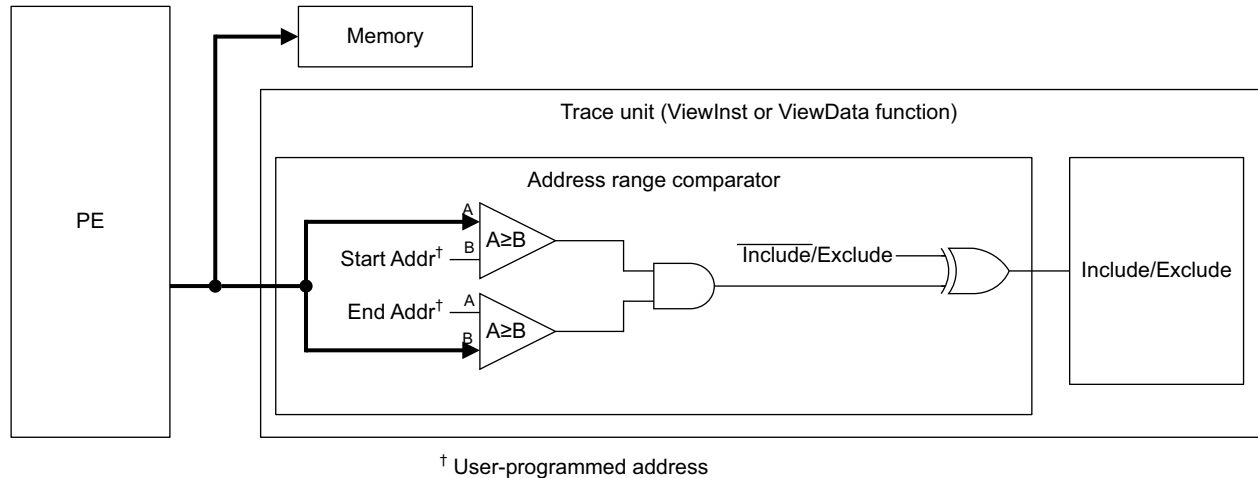 Memory
Trace unit (ViewInst or ViewData function)
Address range comparator
PE
A
A≥B
B
Start Addr†
Include/Exclude
Include/Exclude
End Addr†
A
A≥B
B
† User-programmed address